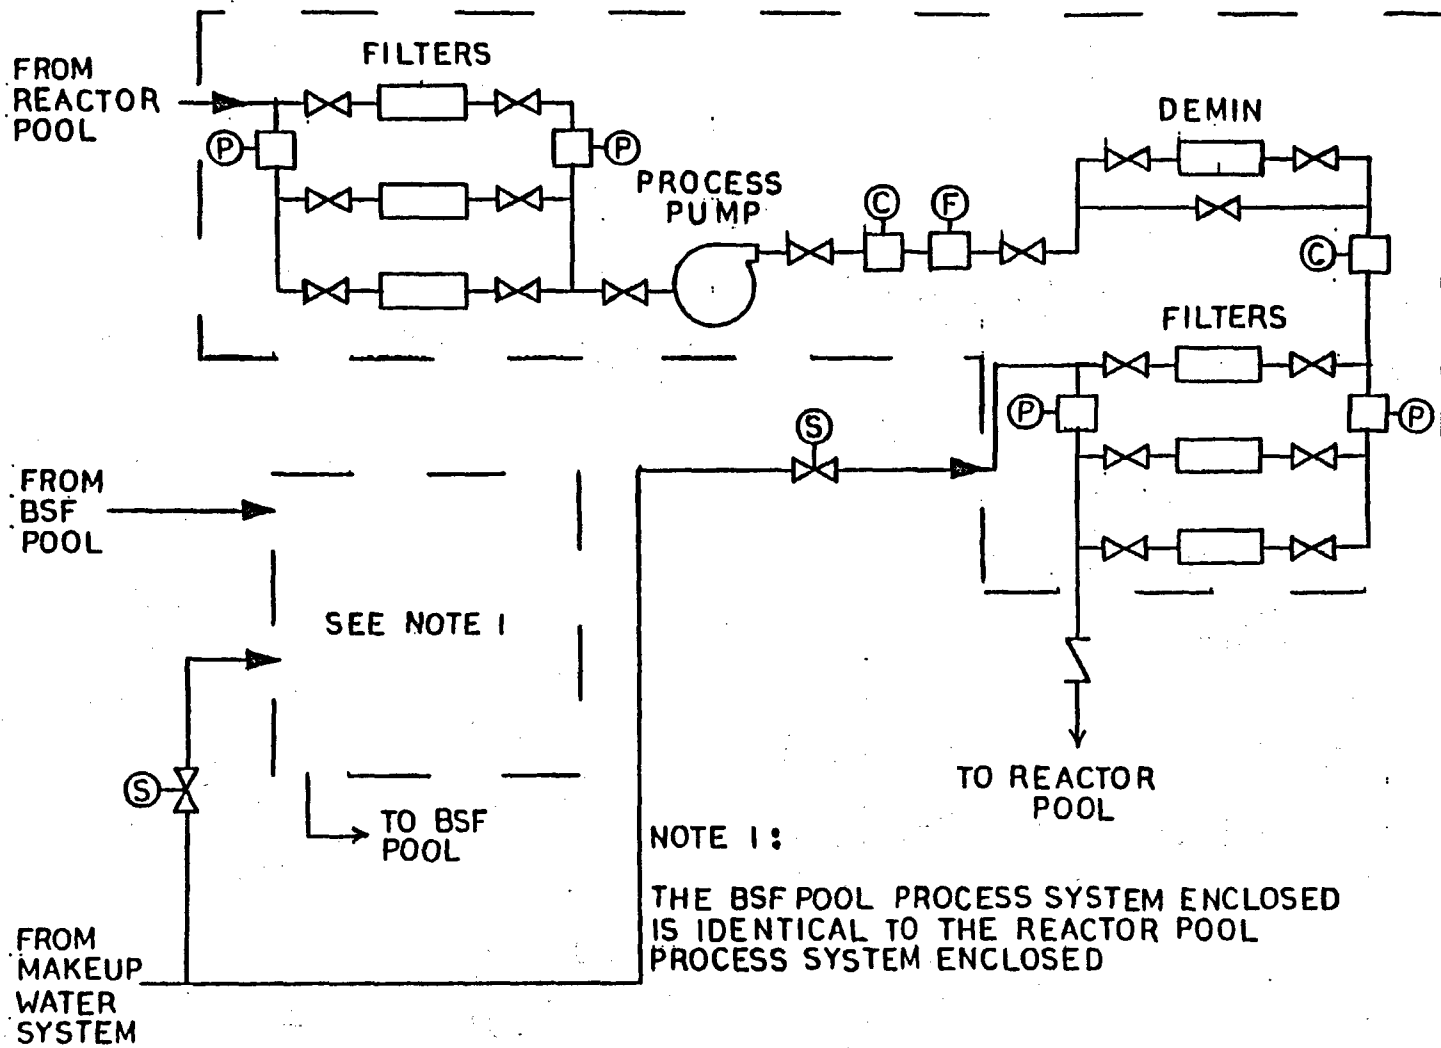 FILTERS
FROM
REACTOR
POOL
P
P
DEMIN
PROCESS
PUMP
C
F
C
FILTERS
P
P
S
FROM
BSF
POOL
SEE NOTE 1
S
TO BSF
POOL
TO REACTOR
POOL
NOTE 1:
THE BSF POOL PROCESS SYSTEM ENCLOSED
IS IDENTICAL TO THE REACTOR POOL
PROCESS SYSTEM ENCLOSED
FROM
MAKEUP
WATER
SYSTEM